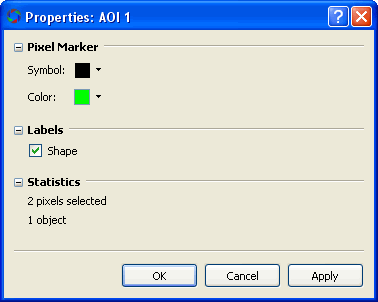 Properties: AOI 1
Pixel Marker
Symbol:
Color:
Labels
Shape
Statistics
2 pixels selected
1 object
OK Cancel Apply